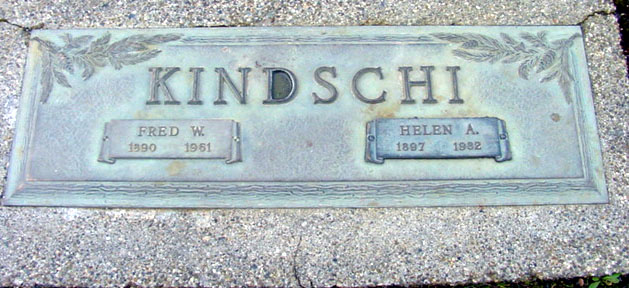 KINDSCHI
FRED W.
1890 1961
HELEN A.
1897 1982